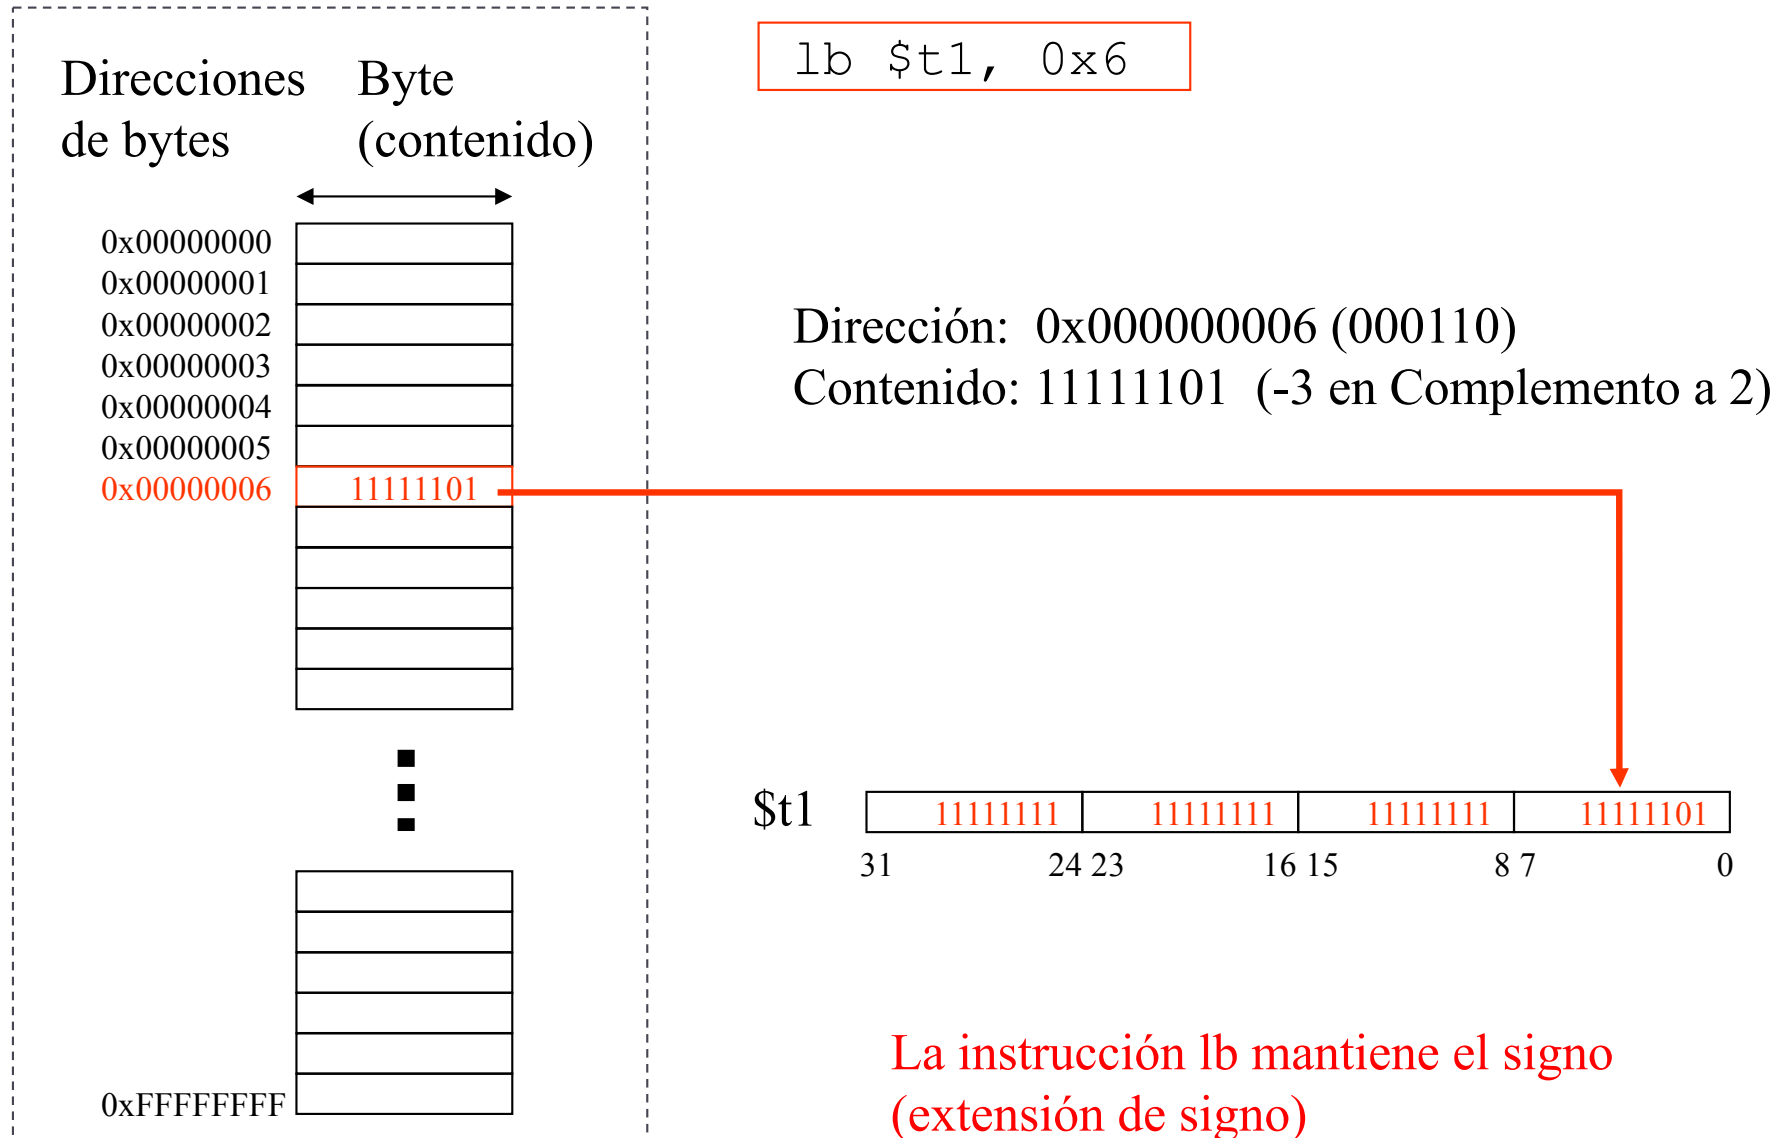 lb $t1, 0x6
Direcciones Byte
de bytes (contenido)
0x00000000
0x00000001
0x00000002
0x00000003
0x00000004
0x00000005
0x00000006 11111101
Dirección: 0x000000006 (000110)
Contenido: 11111101 (-3 en Complemento a 2)
$t1 11111111 11111111 11111111 11111101
31 24 23 16 15 8 7 0
0xFFFFFFFF
La instrucción lb mantiene el signo
(extensión de signo)